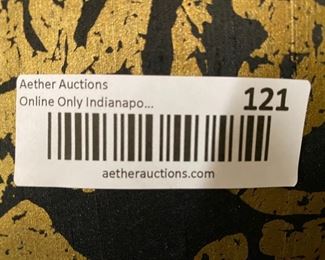 Aether Auctions
Online Only Indianapo...
121
aetherauctions.com